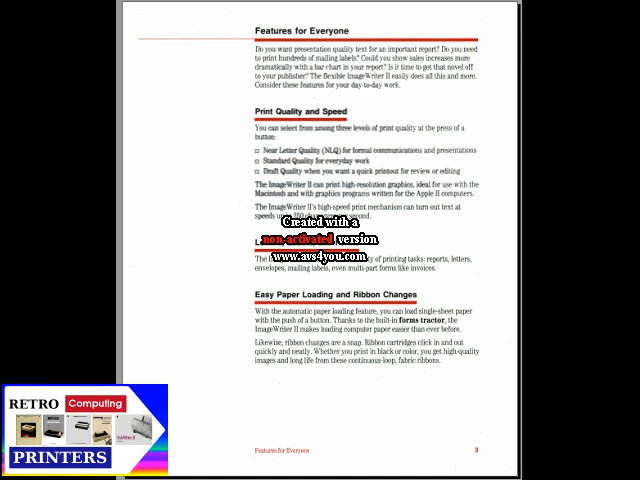 Features for Everyone
Do you want presentation quality text for an important report? Do you need
to print hundreds of mailing labels? Could you show sales increases more
dramatically with a bar chart in your report? Is it time to get that novel off
to your publisher? The flexible ImageWriter II easily does all this and more.
Consider these features for your day-to-day work.
Print Quality and Speed
You can select from among three levels of print quality at the press of a
button:
Near Letter Quality (NLQ) for formal communications and presentations
Standard Quality for everyday work
Draft Quality when you want a quick printout for review or editing
The ImageWriter II can print high-resolution graphics, ideal for use with the
Macintosh and with graphics programs written for the Apple II computers.
The ImageWriter II's high-speed print mechanism can turn out text at
speeds up to 250 second.
Created with a
non-activated version
www.avs4you.com
The of printing tasks: reports, letters,
envelopes, mailing labels, even multi-part forms like invoices.
Easy Paper Loading and Ribbon Changes
With the automatic paper loading feature, you can load single-sheet paper
with the push of a button. Thanks to the built-in forms tractor, the
ImageWriter II makes loading computer paper easier than ever before.
Likewise, ribbon changes are a snap. Ribbon cartridges click in and out
quickly and neatly. Whether you print in black or color, you get high-quality
images and long life from these continuous-loop, fabric ribbons.
RETRO Computing
PRINTERS
Features for Everyone 3